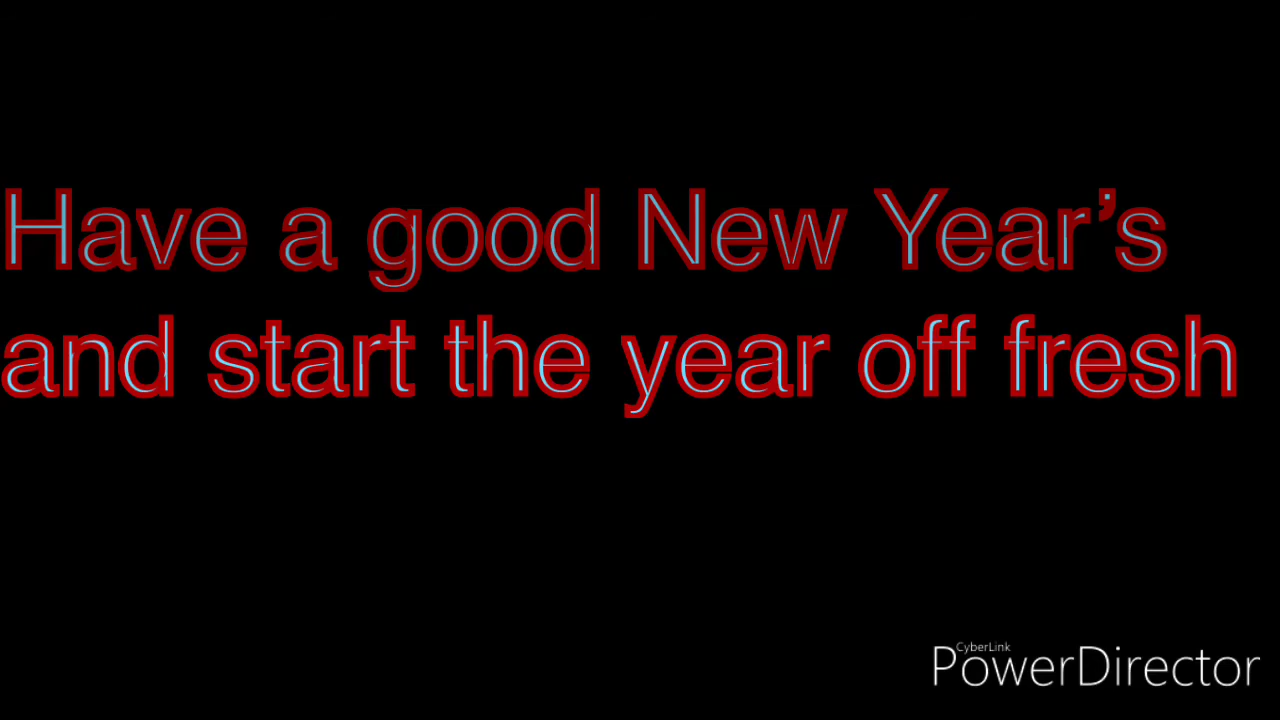 Have a good New Year’s
and start the year off fresh
CyberLink
PowerDirector